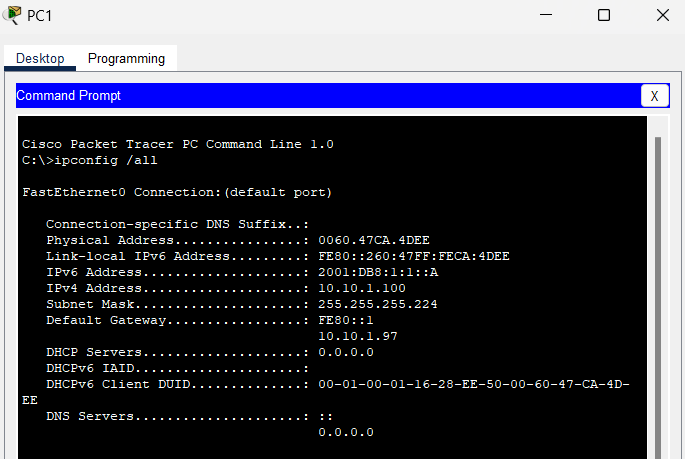 PC1
Desktop Programming
Command Prompt
X
Cisco Packet Tracer PC Command Line 1.0
C:\>ipconfig /all
FastEthernet0 Connection:(default port)
Connection-specific DNS Suffix..:
Physical Address................: 0060.47CA.4DEE
Link-local IPv6 Address.........: FE80::260:47FF:FECA:4DEE
IPv6 Address....................: 2001:DB8:1:1::A
IPv4 Address....................: 10.10.1.100
Subnet Mask.....................: 255.255.255.224
Default Gateway.................: FE80::1
10.10.1.97
DHCP Servers....................: 0.0.0.0
DHCPv6 IAID.....................:
DHCPv6 Client DUID..............: 00-01-00-01-16-28-EE-50-00-60-47-CA-4D-
EE
DNS Servers.....................: ::
0.0.0.0